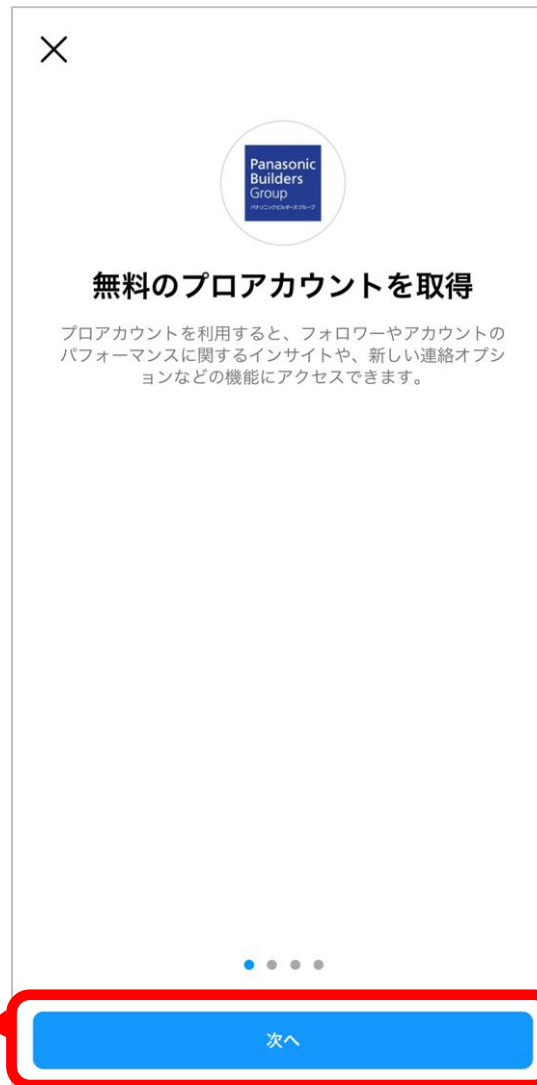 Panasonic
Builders
Group
パナソニックビルダーズグループ
無料のプロアカウントを取得
プロアカウントを利用すると、フォロワーやアカウントの
パフォーマンスに関するインサイトや、新しい連絡オプシ
ョンなどの機能にアクセスできます。
次へ